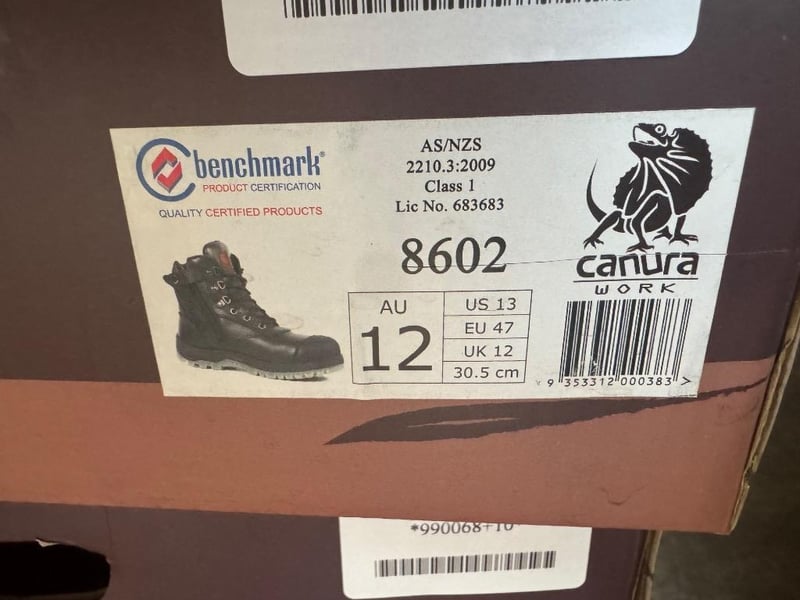 benchmark®
PRODUCT CERTIFICATION
QUALITY CERTIFIED PRODUCTS
AS/NZS
2210.3:2009
Class 1
Lic No. 683683
8602
AU
12
US 13
EU 47
UK 12
30.5 cm
canura
WORK
9 353312 000383 >
*990068+10*